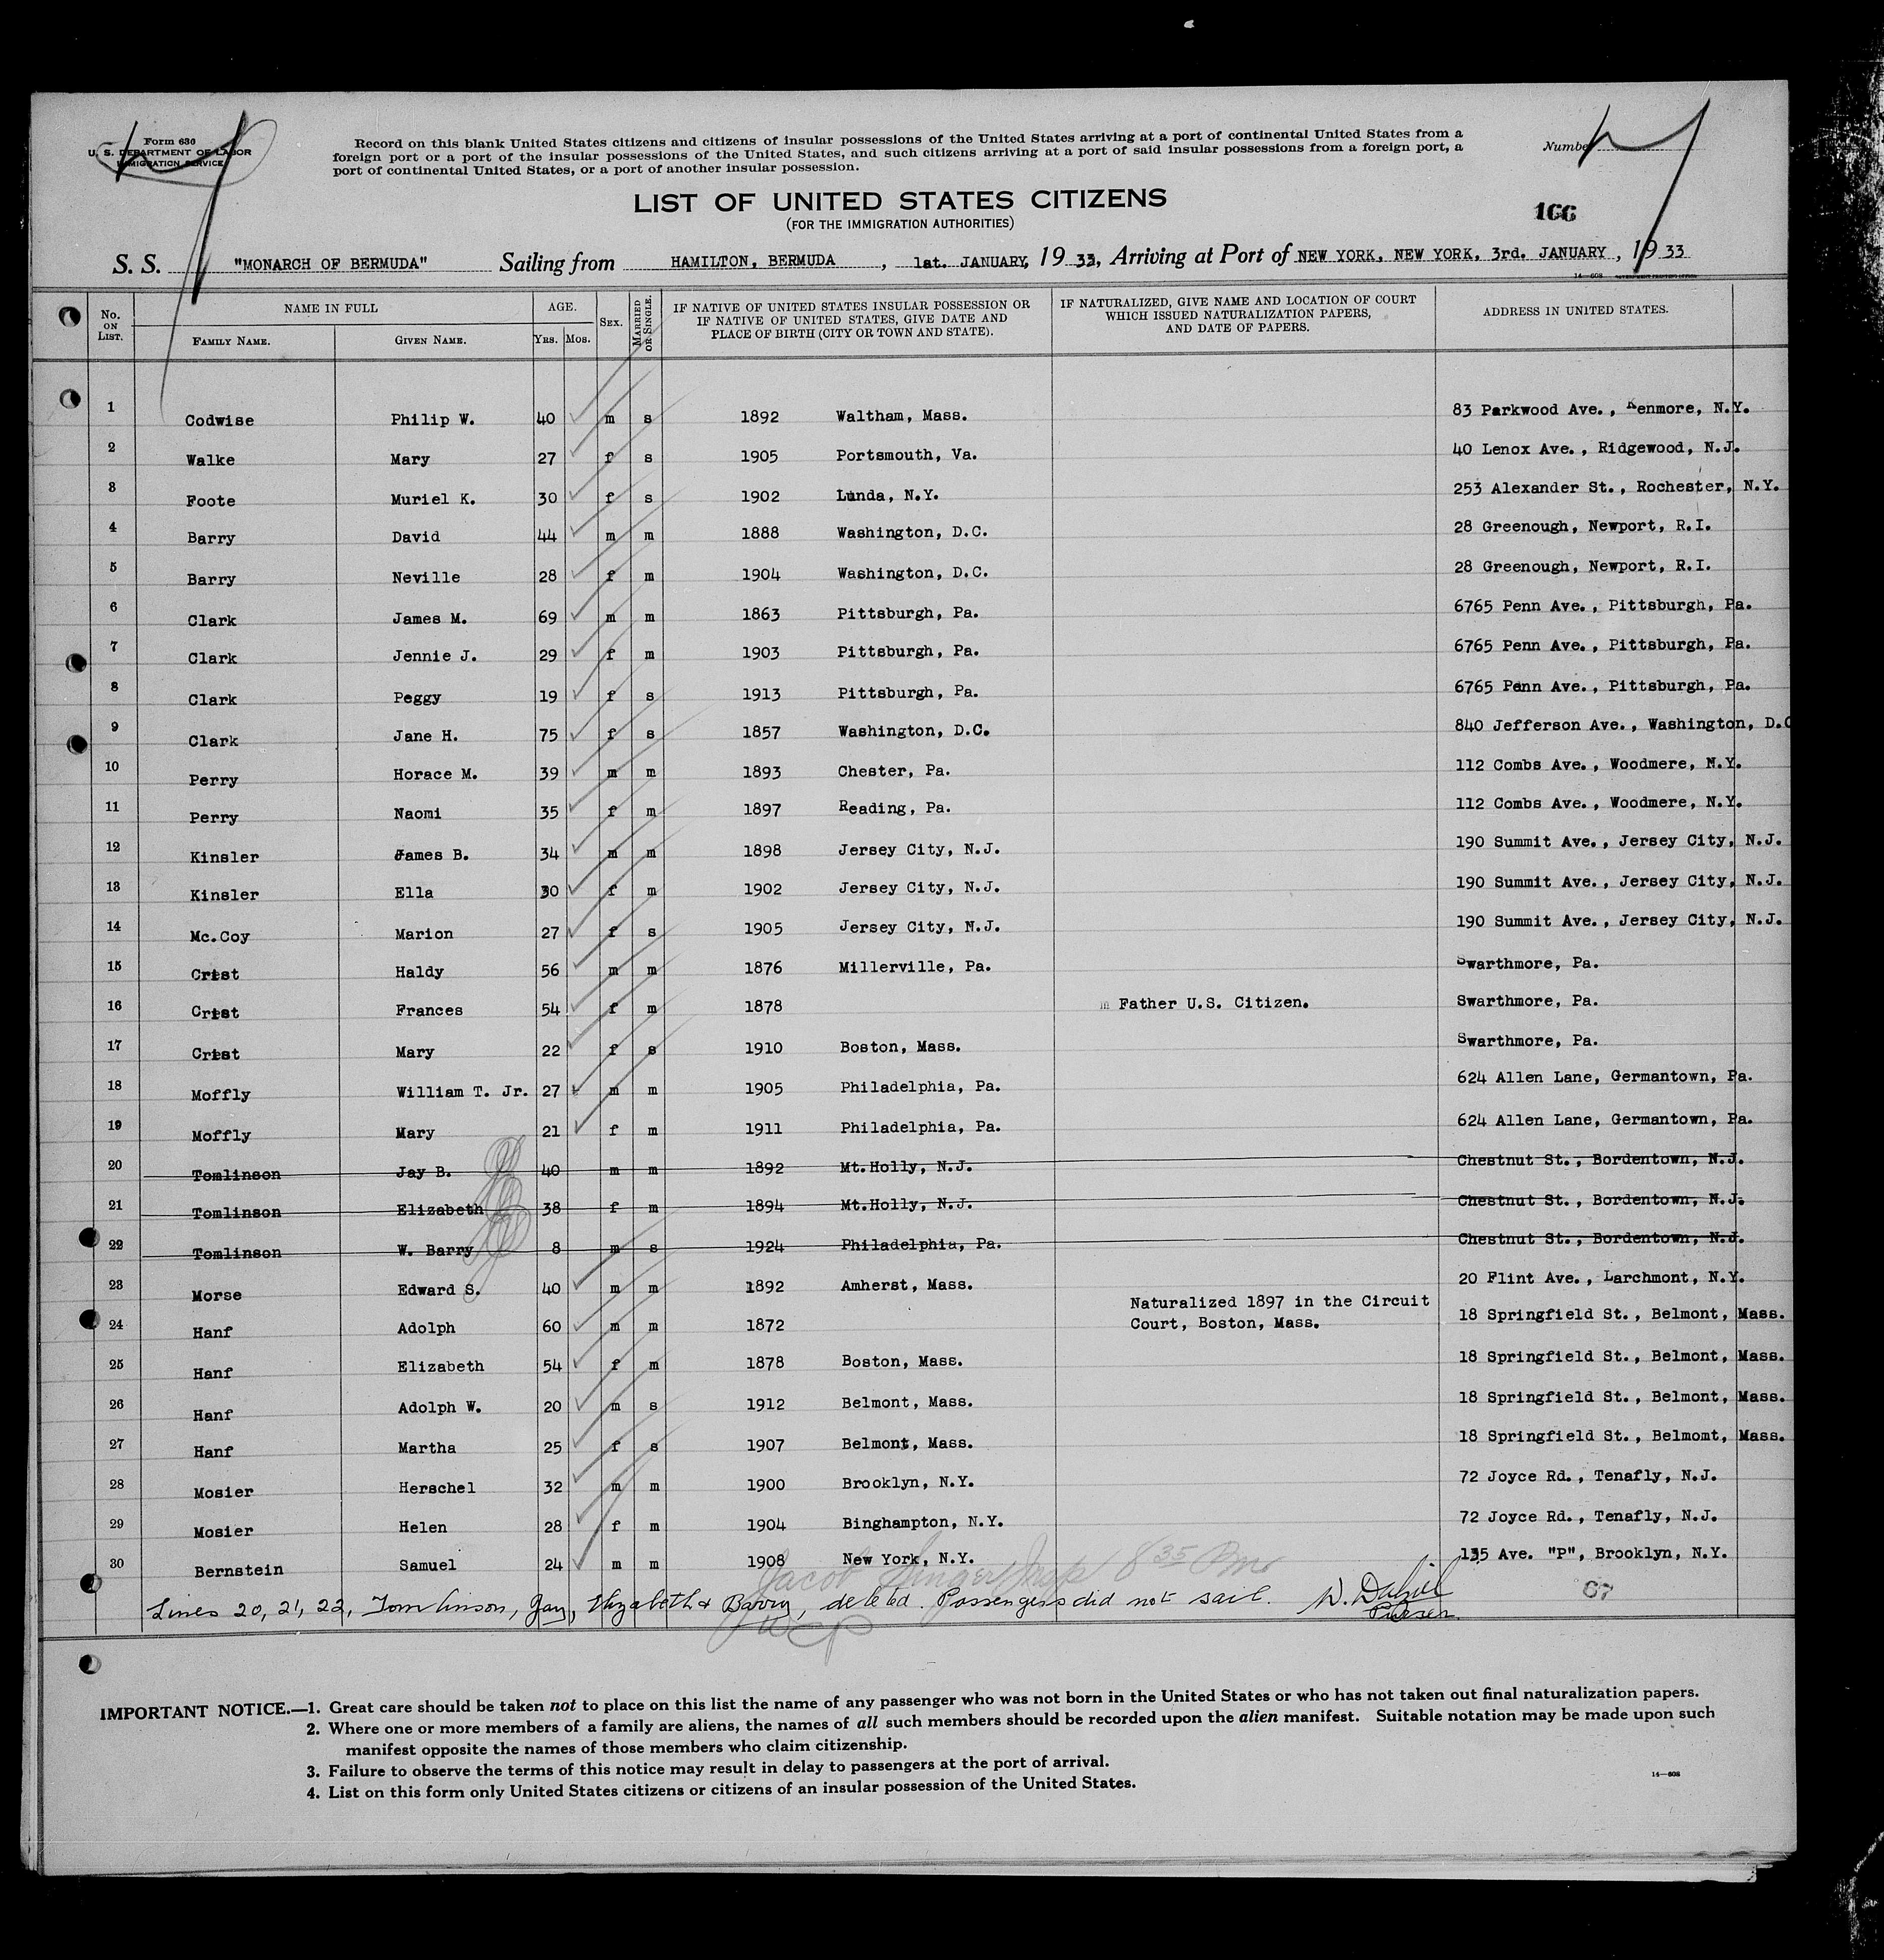 Form 630
U. S. DEPARTMENT OF LABOR
IMMIGRATION SERVICE
Record on this blank United States citizens and citizens of insular possessions of the United States arriving at a port of continental United States from a
foreign port or a port of the insular possessions of the United States, and such citizens arriving at a port of said insular possessions from a foreign port, a
port of continental United States, or a port of another insular possession.
Number
LIST OF UNITED STATES CITIZENS
(FOR THE IMMIGRATION AUTHORITIES)
166
S. S. "MONARCH OF BERMUDA" Sailing from HAMILTON, BERMUDA, 1st. JANUARY, 1933, Arriving at Port of NEW YORK, NEW YORK, 3rd. JANUARY, 1933
14—608
No. ON LIST. NAME IN FULL AGE. SEX. MARRIED OR SINGLE. IF NATIVE OF UNITED STATES INSULAR POSSESSION OR IF NATIVE OF UNITED STATES, GIVE DATE AND PLACE OF BIRTH (CITY OR TOWN AND STATE). IF NATURALIZED, GIVE NAME AND LOCATION OF COURT WHICH ISSUED NATURALIZATION PAPERS, AND DATE OF PAPERS. ADDRESS IN UNITED STATES.
FAMILY NAME. GIVEN NAME. YRS. MOS.
1 Codwise Philip W. 40 m s 1892 Waltham, Mass. 83 Parkwood Ave., Kenmore, N.Y.
2 Walke Mary 27 f s 1905 Portsmouth, Va. 40 Lenox Ave., Ridgewood, N.J.
3 Foote Muriel K. 30 f s 1902 Lunda, N.Y. 253 Alexander St., Rochester, N.Y.
4 Barry David 44 m m 1888 Washington, D.C. 28 Greenough, Newport, R.I.
5 Barry Neville 28 f m 1904 Washington, D.C. 28 Greenough, Newport, R.I.
6 Clark James M. 69 m m 1863 Pittsburgh, Pa. 6765 Penn Ave., Pittsburgh, Pa.
7 Clark Jennie J. 29 f m 1903 Pittsburgh, Pa. 6765 Penn Ave., Pittsburgh, Pa.
8 Clark Peggy 19 f s 1913 Pittsburgh, Pa. 6765 Penn Ave., Pittsburgh, Pa.
9 Clark Jane H. 75 f s 1857 Washington, D.C. 840 Jefferson Ave., Washington, D.C
10 Perry Horace M. 39 m m 1893 Chester, Pa. 112 Combs Ave., Woodmere, N.Y.
11 Perry Naomi 35 f m 1897 Reading, Pa. 112 Combs Ave., Woodmere, N.Y.
12 Kinsler James B. 34 m m 1898 Jersey City, N.J. 190 Summit Ave., Jersey City, N.J.
13 Kinsler Ella 30 f m 1902 Jersey City, N.J. 190 Summit Ave., Jersey City, N.J.
14 Mc.Coy Marion 27 f s 1905 Jersey City, N.J. 190 Summit Ave., Jersey City, N.J.
15 Crist Haldy 56 m m 1876 Millerville, Pa. Swarthmore, Pa.
16 Crist Frances 54 f m 1878 Father U.S. Citizen. Swarthmore, Pa.
17 Crist Mary 22 f s 1910 Boston, Mass. Swarthmore, Pa.
18 Moffly William T. Jr. 27 m m 1905 Philadelphia, Pa. 624 Allen Lane, Germantown, Pa.
19 Moffly Mary 21 f m 1911 Philadelphia, Pa. 624 Allen Lane, Germantown, Pa.
20 Tomlinson Jay B. 40 m m 1892 Mt.Holly, N.J. Chestnut St., Bordentown, N.J.
21 Tomlinson Elizabeth 38 f m 1894 Mt.Holly, N.J. Chestnut St., Bordentown, N.J.
22 Tomlinson W. Barry 8 m s 1924 Philadelphia, Pa. Chestnut St., Bordentown, N.J.
23 Morse Edward S. 40 m m 1892 Amherst, Mass. 20 Flint Ave., Larchmont, N.Y.
24 Hanf Adolph 60 m m 1872 Naturalized 1897 in the Circuit Court, Boston, Mass. 18 Springfield St., Belmont, Mass.
25 Hanf Elizabeth 54 f m 1878 Boston, Mass. 18 Springfield St., Belmont, Mass.
26 Hanf Adolph W. 20 m s 1912 Belmont, Mass. 18 Springfield St., Belmont, Mass.
27 Hanf Martha 25 f s 1907 Belmont, Mass. 18 Springfield St., Belmomt, Mass.
28 Mosier Herschel 32 m m 1900 Brooklyn, N.Y. 72 Joyce Rd., Tenafly, N.J.
29 Mosier Helen 28 f m 1904 Binghampton, N.Y. 72 Joyce Rd., Tenafly, N.J.
30 Bernstein Samuel 24 m m 1908 New York, N.Y. 135 Ave. "P", Brooklyn, N.Y.
Jacob Singer Insp 8 35 Pm
Lines 20, 21, 22, Tomlinson, Jay, Elizabeth & Barry, deleted. Passengers did not sail. W. Daniel
Purser
67
IMPORTANT NOTICE.—1. Great care should be taken not to place on this list the name of any passenger who was not born in the United States or who has not taken out final naturalization papers.
2. Where one or more members of a family are aliens, the names of all such members should be recorded upon the alien manifest. Suitable notation may be made upon such
manifest opposite the names of those members who claim citizenship.
3. Failure to observe the terms of this notice may result in delay to passengers at the port of arrival.
4. List on this form only United States citizens or citizens of an insular possession of the United States.
14—608